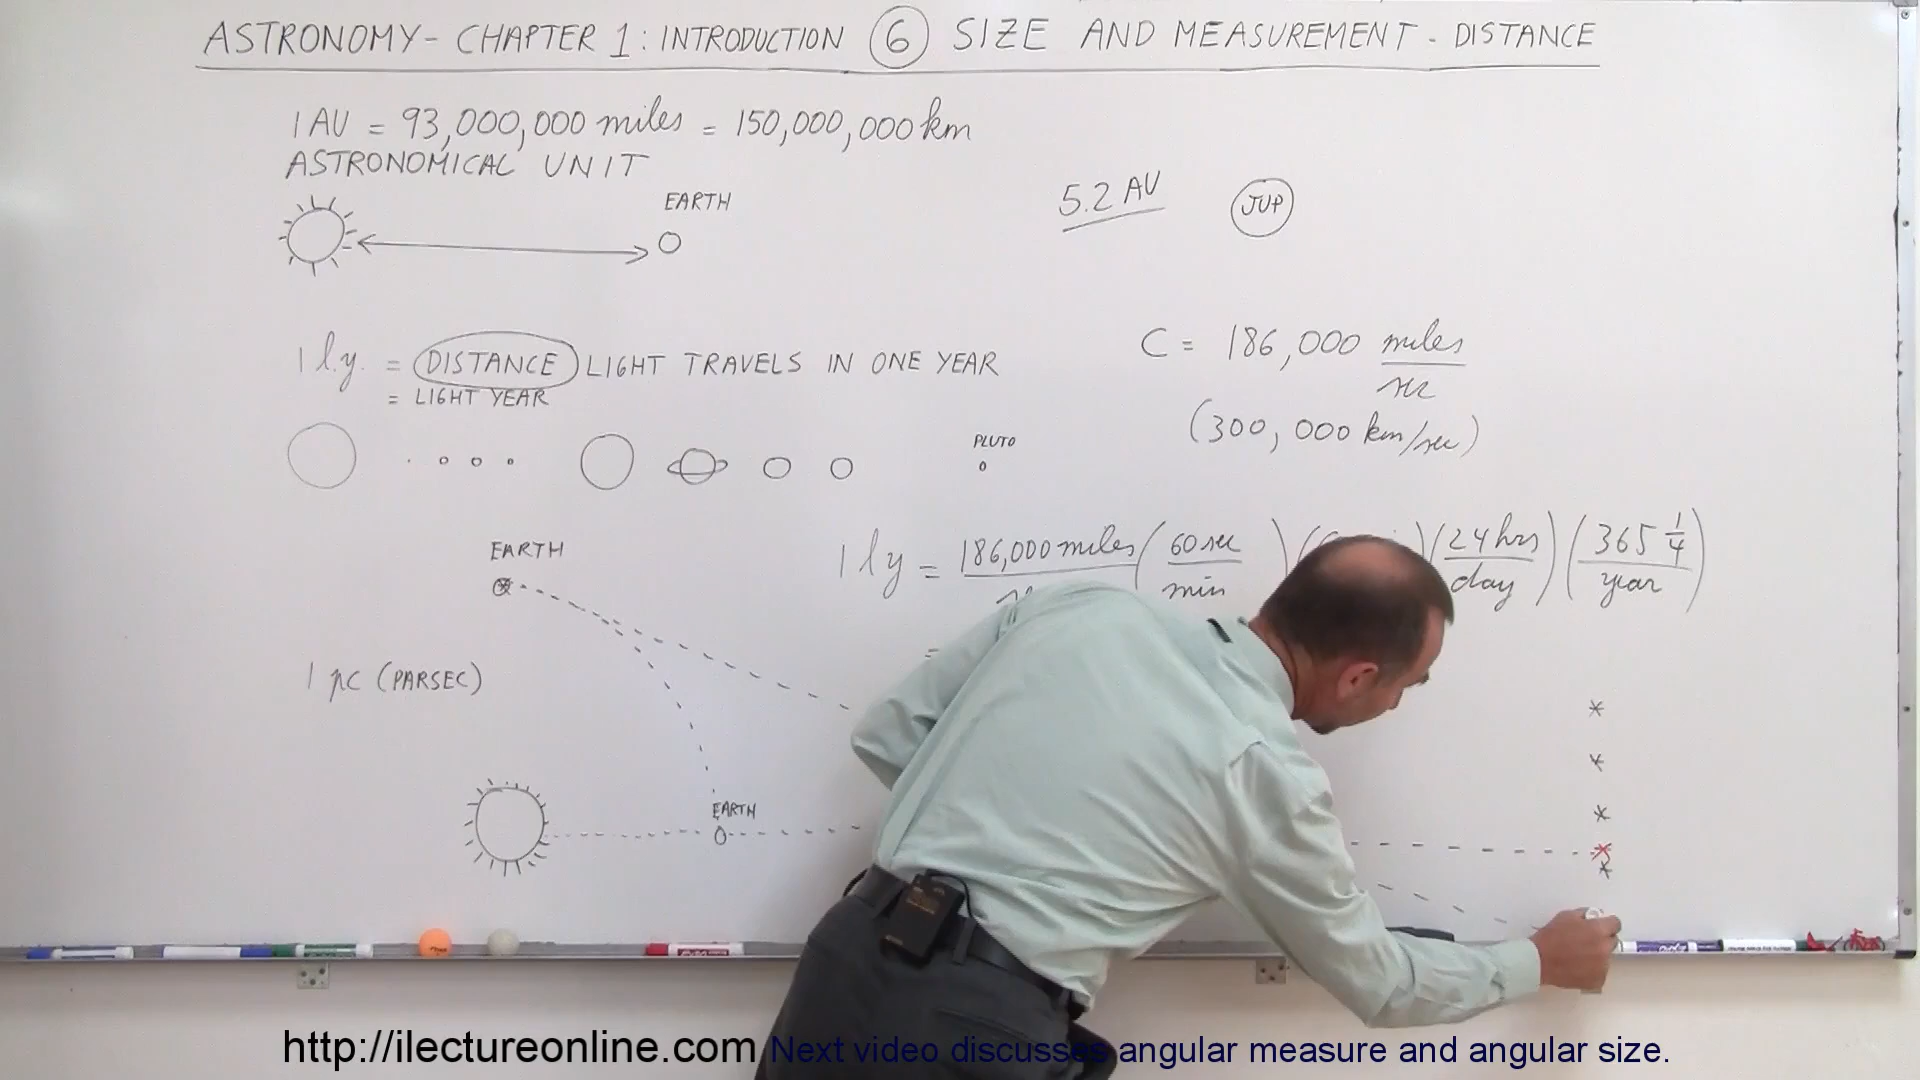 ASTRONOMY - CHAPTER 1 : INTRODUCTION 6 SIZE AND MEASUREMENT - DISTANCE
1 AU = 93,000,000 miles = 150,000,000 km
ASTRONOMICAL UNIT
EARTH
5.2 AU
JUP
1 l.y. = DISTANCE LIGHT TRAVELS IN ONE YEAR
= LIGHT YEAR
C = 186,000 miles
sec
(300,000 km/sec)
PLUTO
EARTH
1 ly = 186,000 miles (60 sec ) ( ) (24 hrs) (365 1/4)
min day year
=
1 pc (PARSEC)
EARTH
http://ilectureonline.com Next video discusses angular measure and angular size.